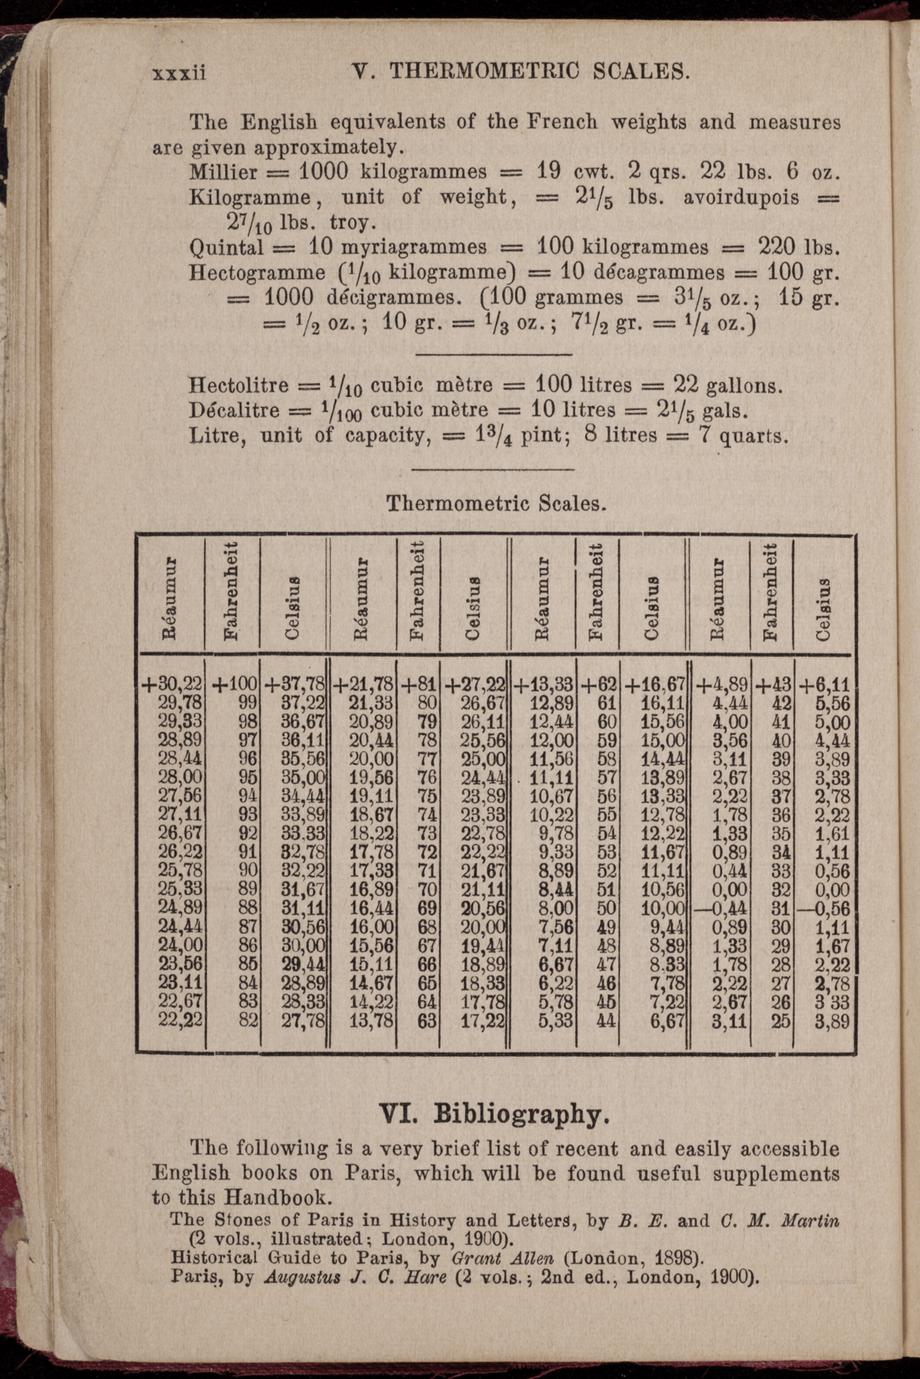 xxxii V. THERMOMETRIC SCALES.
The English equivalents of the French weights and measures
are given approximately.
Millier = 1000 kilogrammes = 19 cwt. 2 qrs. 22 lbs. 6 oz.
Kilogramme, unit of weight, = 2 1/5 lbs. avoirdupois =
2 7/10 lbs. troy.
Quintal = 10 myriagrammes = 100 kilogrammes = 220 lbs.
Hectogramme (1/10 kilogramme) = 10 décagrammes = 100 gr.
= 1000 décigrammes. (100 grammes = 3 1/5 oz.; 15 gr.
= 1/2 oz.; 10 gr. = 1/3 oz.; 7 1/2 gr. = 1/4 oz.)
Hectolitre = 1/10 cubic mètre = 100 litres = 22 gallons.
Décalitre = 1/100 cubic mètre = 10 litres = 2 1/5 gals.
Litre, unit of capacity, = 1 3/4 pint; 8 litres = 7 quarts.
Thermometric Scales.
Réaumur Fahrenheit Celsius Réaumur Fahrenheit Celsius Réaumur Fahrenheit Celsius Réaumur Fahrenheit Celsius
+30,22 +100 +37,78 +21,78 +81 +27,22 +13,33 +62 +16,67 +4,89 +43 +6,11
29,78 99 37,22 21,33 80 26,67 12,89 61 16,11 4,44 42 5,56
29,33 98 36,67 20,89 79 26,11 12,44 60 15,56 4,00 41 5,00
28,89 97 36,11 20,44 78 25,56 12,00 59 15,00 3,56 40 4,44
28,44 96 35,56 20,00 77 25,00 11,56 58 14,44 3,11 39 3,89
28,00 95 35,00 19,56 76 24,44 11,11 57 13,89 2,67 38 3,33
27,56 94 34,44 19,11 75 23,89 10,67 56 13,33 2,22 37 2,78
27,11 93 33,89 18,67 74 23,33 10,22 55 12,78 1,78 36 2,22
26,67 92 33.33 18,22 73 22,78 9,78 54 12,22 1,33 35 1,61
26,22 91 32,78 17,78 72 22,22 9,33 53 11,67 0,89 34 1,11
25,78 90 32,22 17,33 71 21,67 8,89 52 11,11 0,44 33 0,56
25,33 89 31,67 16,89 70 21,11 8,44 51 10,56 0,00 32 0,00
24,89 88 31,11 16,44 69 20,56 8,00 50 10,00 —0,44 31 —0,56
24,44 87 30,56 16,00 68 20,00 7,56 49 9,44 0,89 30 1,11
24,00 86 30,00 15,56 67 19,44 7,11 48 8,89 1,33 29 1,67
23,56 85 29,44 15,11 66 18,89 6,67 47 8.33 1,78 28 2,22
23,11 84 28,89 14,67 65 18,33 6,22 46 7,78 2,22 27 2,78
22,67 83 28,33 14,22 64 17,78 5,78 45 7,22 2,67 26 3 33
22,22 82 27,78 13,78 63 17,22 5,33 44 6,67 3,11 25 3,89
VI. Bibliography.
The following is a very brief list of recent and easily accessible
English books on Paris, which will be found useful supplements
to this Handbook.
The Stones of Paris in History and Letters, by B. E. and C. M. Martin
(2 vols., illustrated; London, 1900).
Historical Guide to Paris, by Grant Allen (London, 1898).
Paris, by Augustus J. C. Hare (2 vols.; 2nd ed., London, 1900).